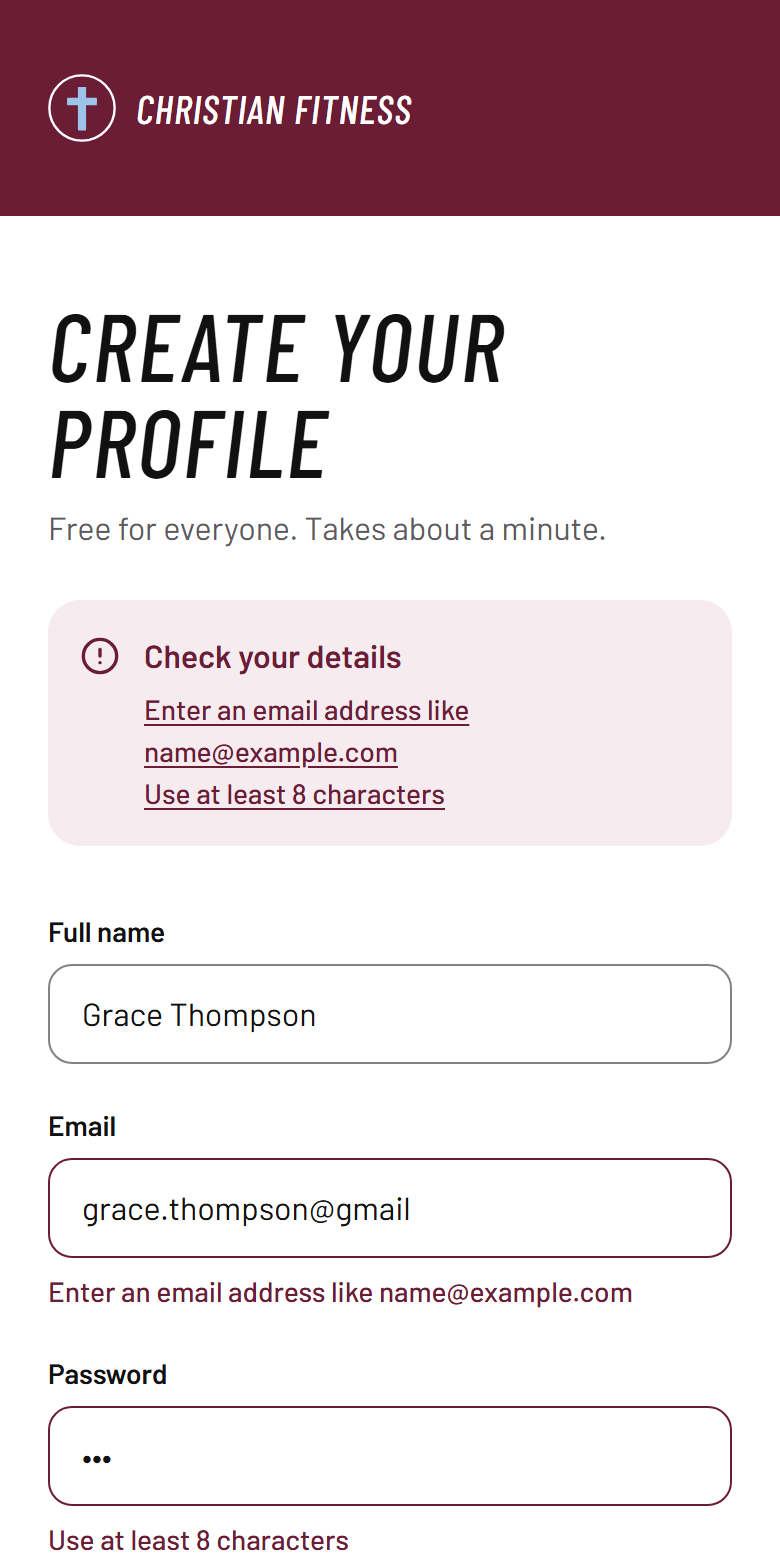 CHRISTIAN FITNESS
CREATE YOUR
PROFILE
Free for everyone. Takes about a minute.
Check your details
Enter an email address like
name@example.com
Use at least 8 characters
Full name
Grace Thompson
Email
grace.thompson@gmail
Enter an email address like name@example.com
Password
•••
Use at least 8 characters